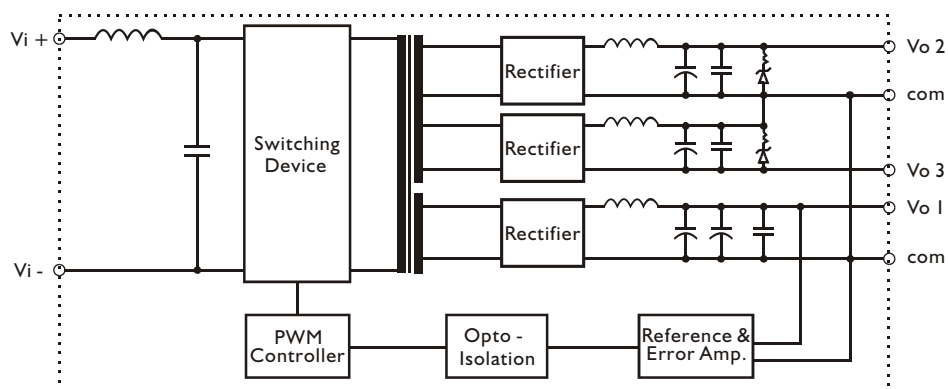 Vi +
Vo 2
Rectifier
com
Switching
Device
Rectifier
Vo 3
Vo 1
Rectifier
com
Vi -
PWM
Controller
Opto -
Isolation
Reference &
Error Amp.